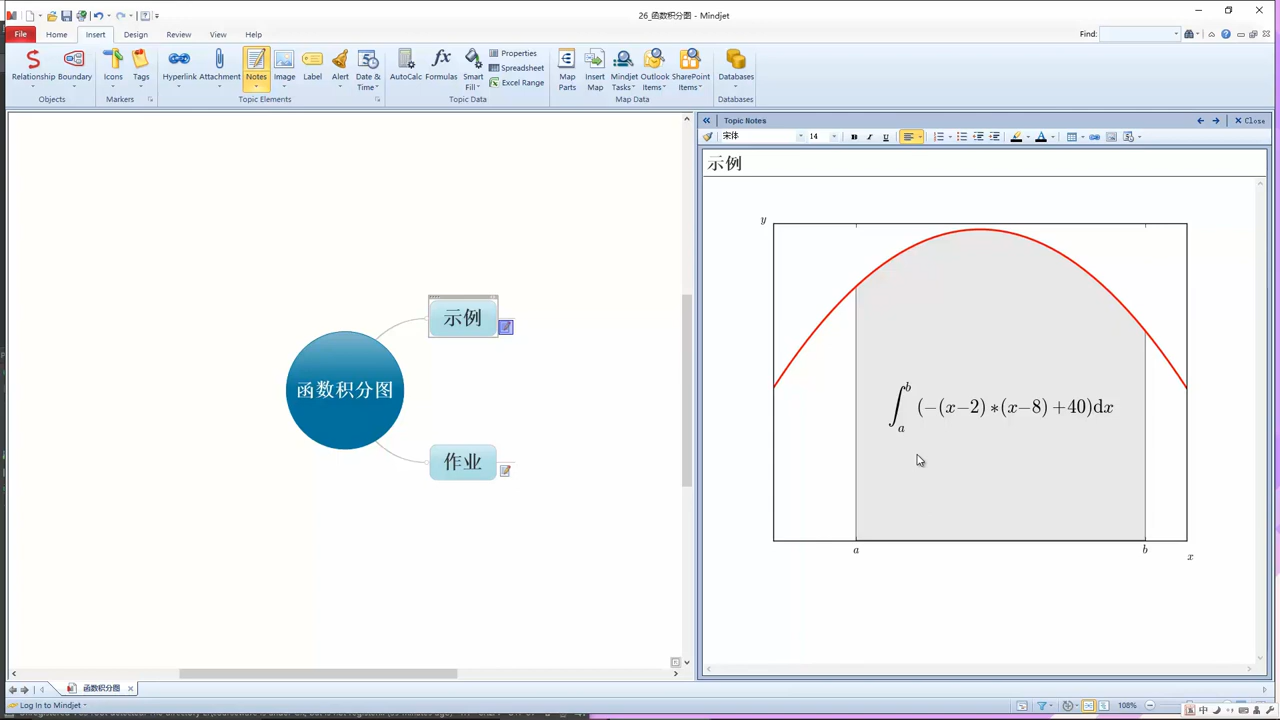 26_函数积分图 - Mindjet
File Home Insert Design Review View Help Find:
Relationship Boundary Icons Tags Hyperlink Attachment Notes Image Label Alert Date & Time AutoCalc Formulas Smart Fill Properties Spreadsheet Excel Range Map Parts Insert Map Mindjet Tasks Outlook Items SharePoint Items Databases
Objects Markers Topic Elements Topic Data Map Data Databases
Topic Notes Close
宋体 14
示例
y
示例
函数积分图
作业
∫_a^b (−(x−2)∗(x−8)+40)dx
a b
x
函数积分图
Log In to Mindjet 108%
中